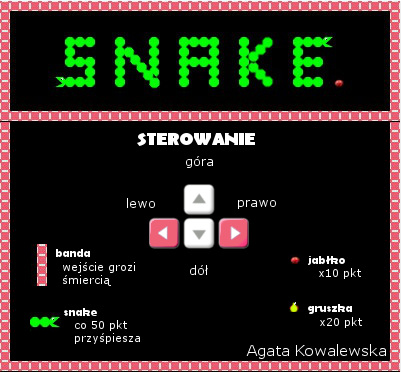 SNAKE
STEROWANIE
góra
lewo
prawo
dół
banda
wejście grozi
śmiercią
snake
co 50 pkt
przyśpiesza
jabłko
x10 pkt
gruszka
x20 pkt
Agata Kowalewska